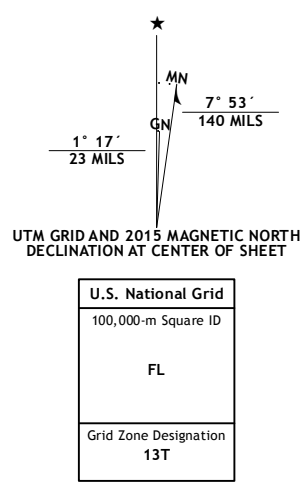 ★
MN
7° 53´
140 MILS
GN
1° 17´
23 MILS
UTM GRID AND 2015 MAGNETIC NORTH
DECLINATION AT CENTER OF SHEET
U.S. National Grid
100,000-m Square ID
FL
Grid Zone Designation
13T